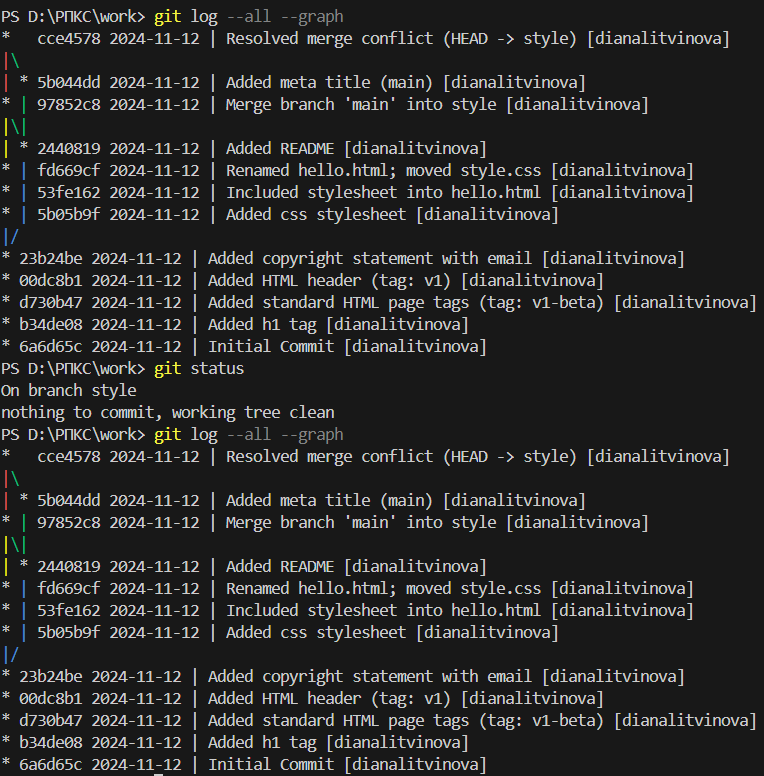 PS D:\РПКС\work> git log --all --graph
*   cce4578 2024-11-12 | Resolved merge conflict (HEAD -> style) [dianalitvinova]
|\
| * 5b044dd 2024-11-12 | Added meta title (main) [dianalitvinova]
* | 97852c8 2024-11-12 | Merge branch 'main' into style [dianalitvinova]
|\|
| * 2440819 2024-11-12 | Added README [dianalitvinova]
* | fd669cf 2024-11-12 | Renamed hello.html; moved style.css [dianalitvinova]
* | 53fe162 2024-11-12 | Included stylesheet into hello.html [dianalitvinova]
* | 5b05b9f 2024-11-12 | Added css stylesheet [dianalitvinova]
|/
* 23b24be 2024-11-12 | Added copyright statement with email [dianalitvinova]
* 00dc8b1 2024-11-12 | Added HTML header (tag: v1) [dianalitvinova]
* d730b47 2024-11-12 | Added standard HTML page tags (tag: v1-beta) [dianalitvinova]
* b34de08 2024-11-12 | Added h1 tag [dianalitvinova]
* 6a6d65c 2024-11-12 | Initial Commit [dianalitvinova]
PS D:\РПКС\work> git status
On branch style
nothing to commit, working tree clean
PS D:\РПКС\work> git log --all --graph
*   cce4578 2024-11-12 | Resolved merge conflict (HEAD -> style) [dianalitvinova]
|\
| * 5b044dd 2024-11-12 | Added meta title (main) [dianalitvinova]
* | 97852c8 2024-11-12 | Merge branch 'main' into style [dianalitvinova]
|\|
| * 2440819 2024-11-12 | Added README [dianalitvinova]
* | fd669cf 2024-11-12 | Renamed hello.html; moved style.css [dianalitvinova]
* | 53fe162 2024-11-12 | Included stylesheet into hello.html [dianalitvinova]
* | 5b05b9f 2024-11-12 | Added css stylesheet [dianalitvinova]
|/
* 23b24be 2024-11-12 | Added copyright statement with email [dianalitvinova]
* 00dc8b1 2024-11-12 | Added HTML header (tag: v1) [dianalitvinova]
* d730b47 2024-11-12 | Added standard HTML page tags (tag: v1-beta) [dianalitvinova]
* b34de08 2024-11-12 | Added h1 tag [dianalitvinova]
* 6a6d65c 2024-11-12 | Initial Commit [dianalitvinova]